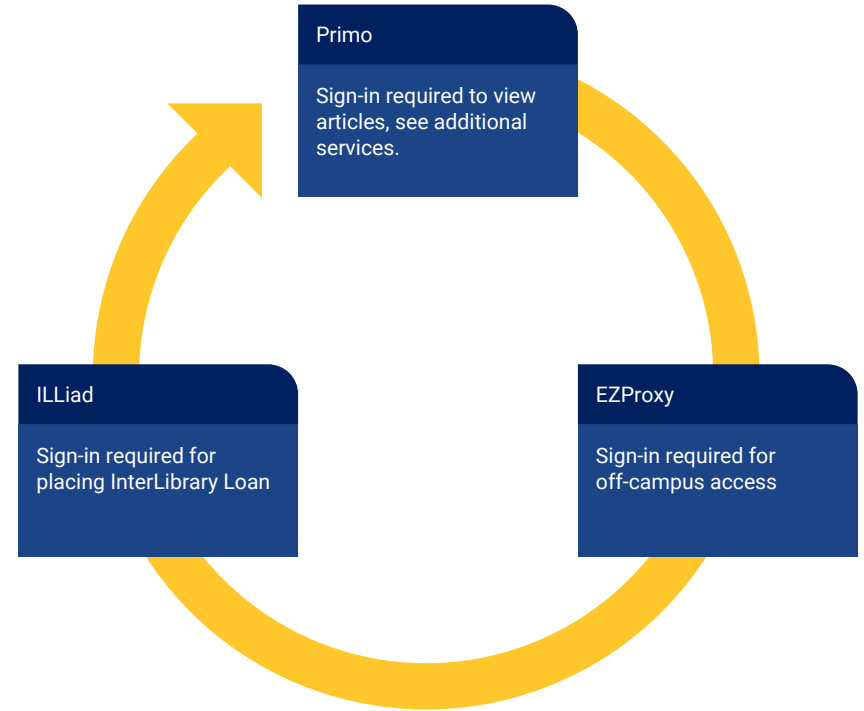 Primo
Sign-in required to view
articles, see additional
services.
ILLiad
Sign-in required for
placing InterLibrary Loan
EZProxy
Sign-in required for
off-campus access